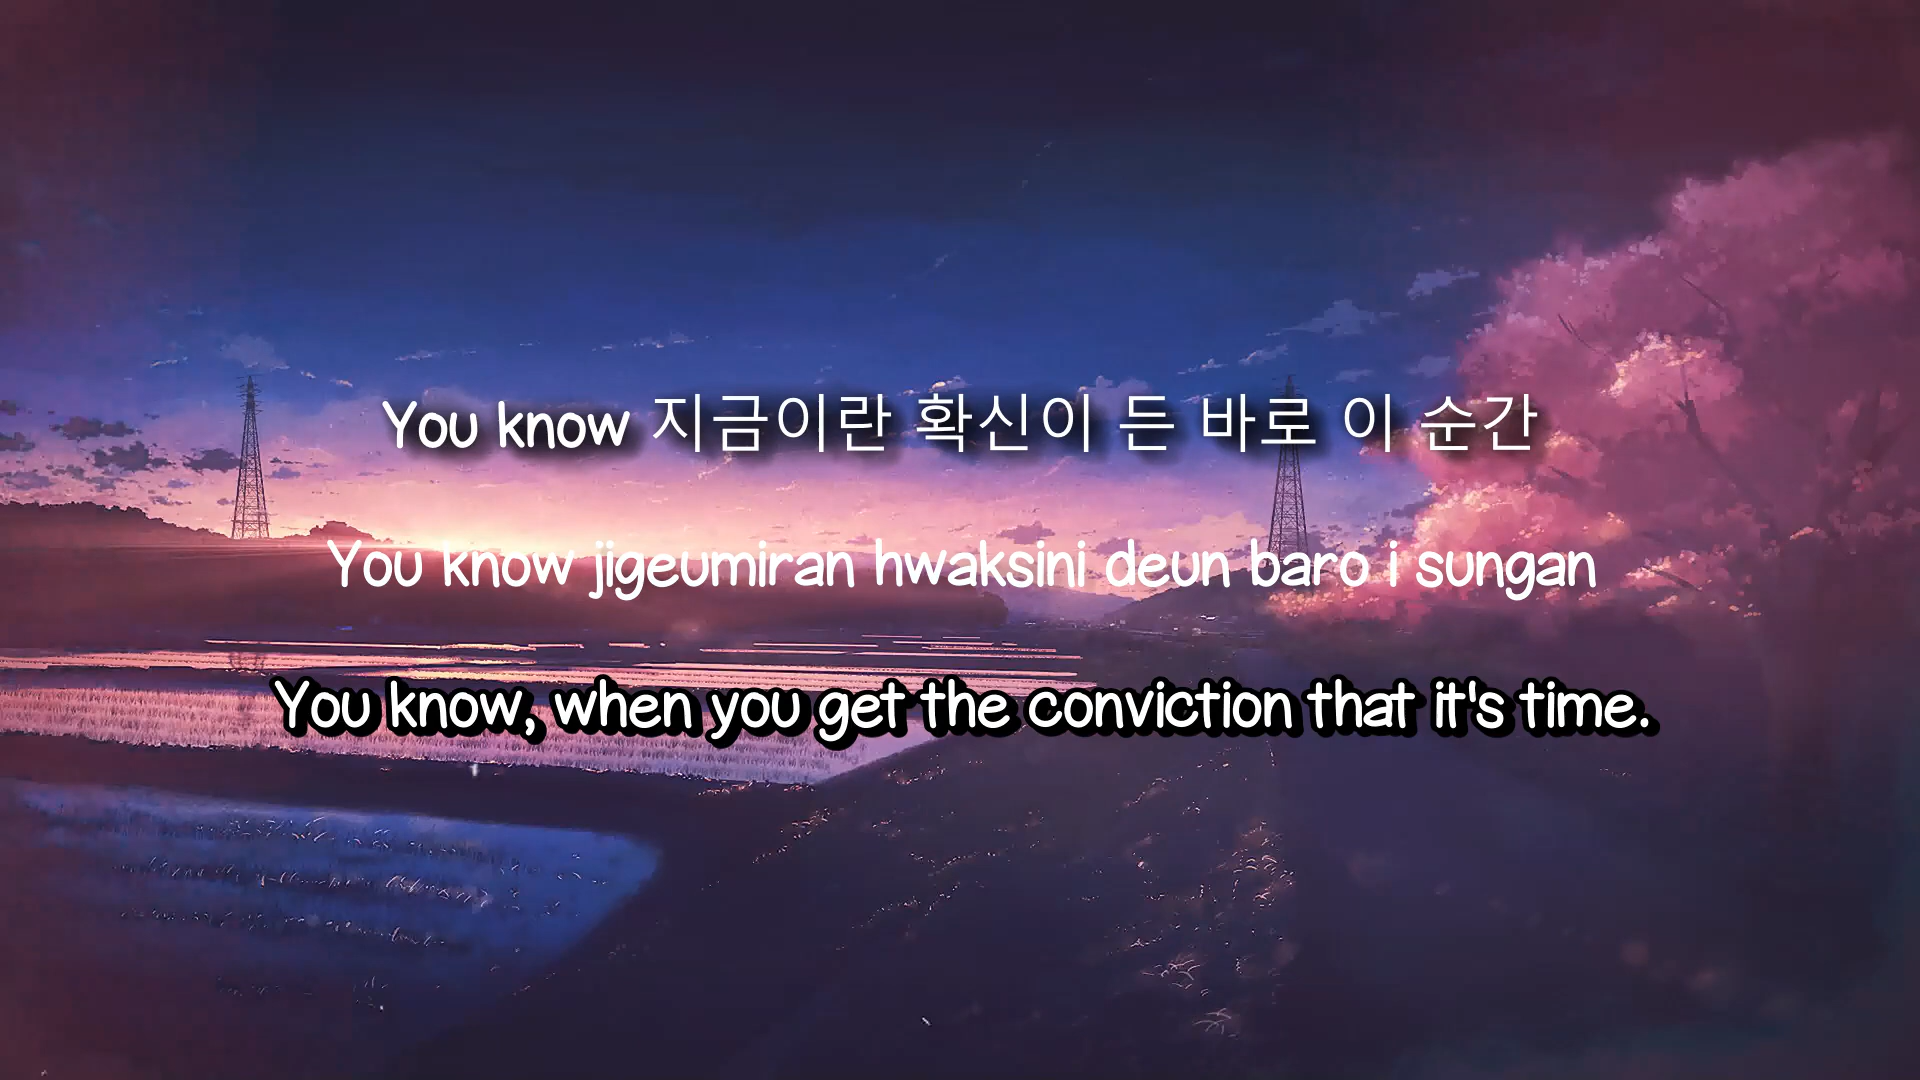 You know 지금이란 확신이 든 바로 이 순간
You know jigeumiran hwaksini deun baro i sungan
You know, when you get the conviction that it's time.